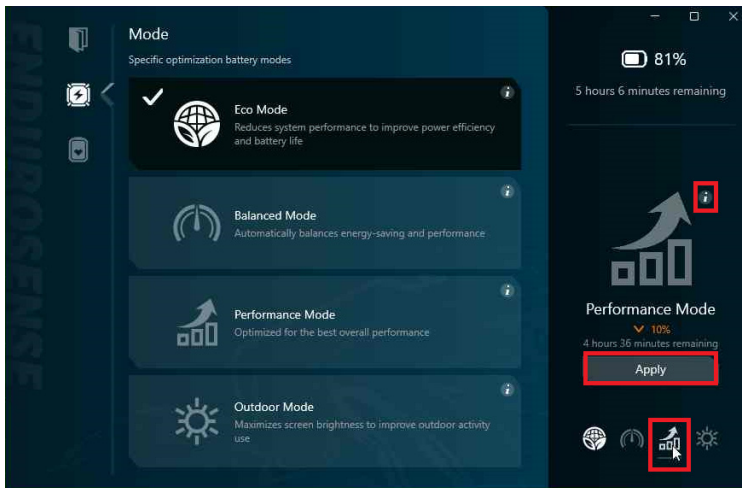 ENDUROSENSE
Mode
Specific optimization battery modes
Eco Mode
Reduces system performance to improve power efficiency
and battery life
Balanced Mode
Automatically balances energy-saving and performance
Performance Mode
Optimized for the best overall performance
Outdoor Mode
Maximizes screen brightness to improve outdoor activity
use
81%
5 hours 6 minutes remaining
Performance Mode
10%
4 hours 36 minutes remaining
Apply